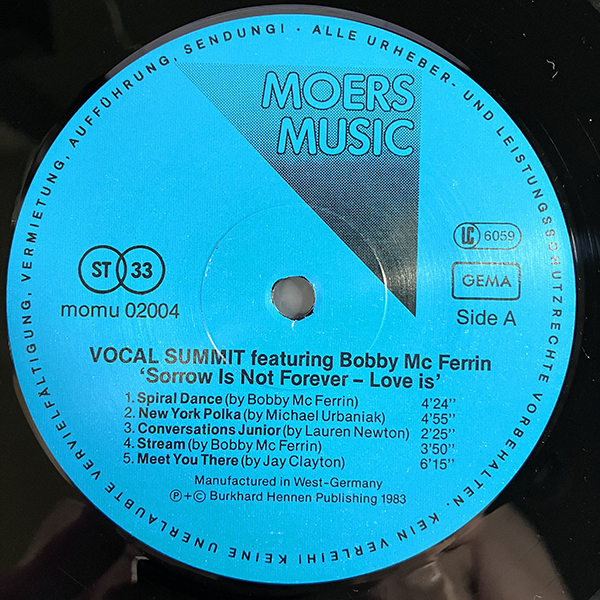 ALLE URHEBER- UND LEISTUNGSSCHUTZRECHTE VORBEHALTEN. KEIN VERLEIH! KEINE UNERLAUBTE VERVIELFÄLTIGUNG, VERMIETUNG, AUFFÜHRUNG, SENDUNG! ·
MOERS
MUSIC
ST 33
LC 6059
GEMA
momu 02004
Side A
VOCAL SUMMIT featuring Bobby Mc Ferrin
'Sorrow Is Not Forever – Love is'
1. Spiral Dance (by Bobby Mc Ferrin) 4'24"
2. New York Polka (by Michael Urbaniak) 4'55"
3. Conversations Junior (by Lauren Newton) 2'25"
4. Stream (by Bobby Mc Ferrin) 3'50"
5. Meet You There (by Jay Clayton) 6'15"
Manufactured in West-Germany
Ⓟ+© Burkhard Hennen Publishing 1983